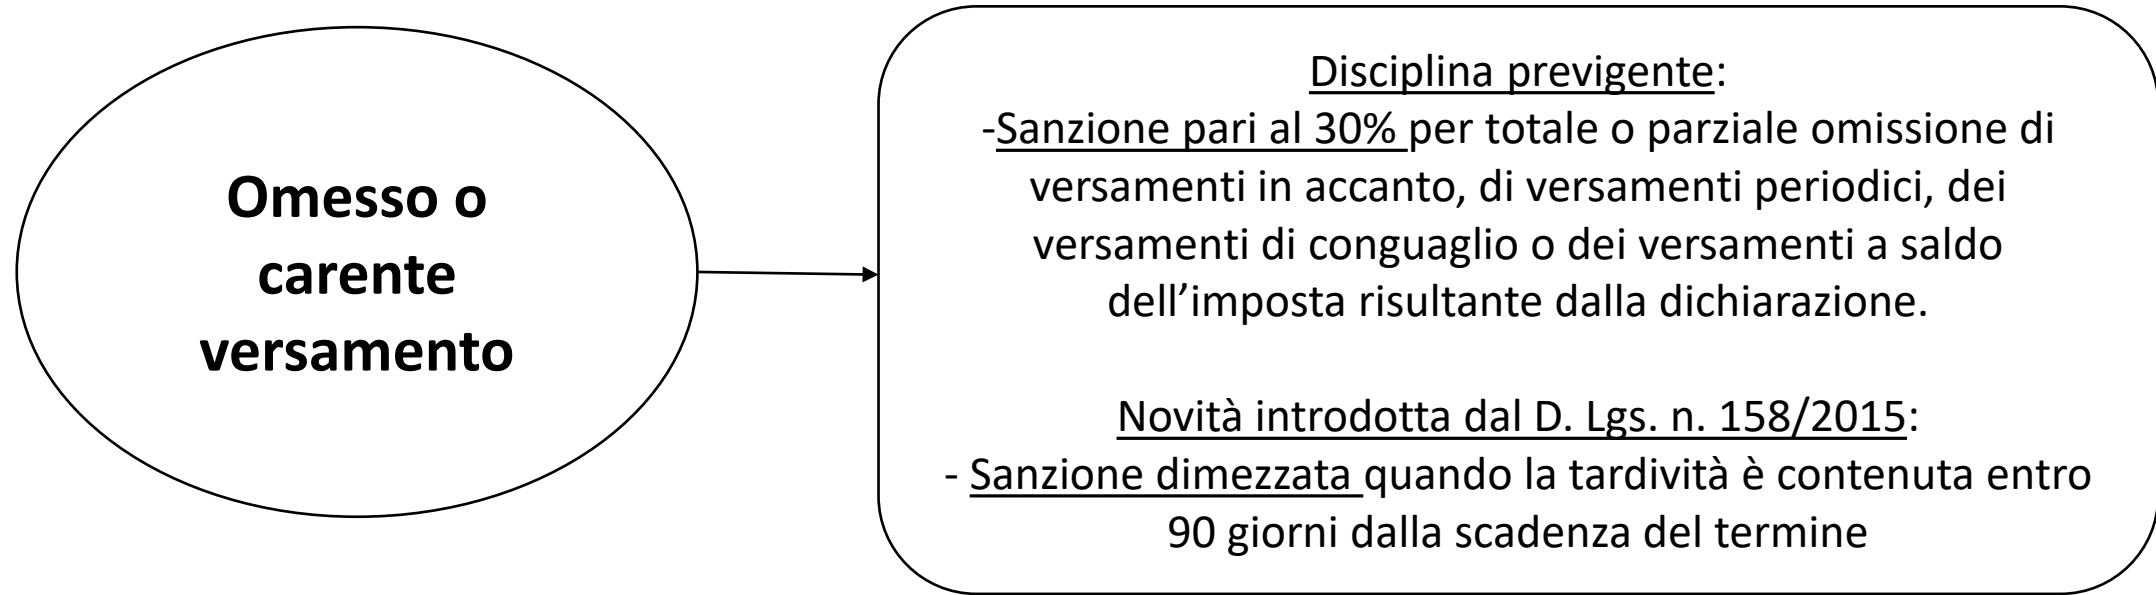 Omesso o
carente
versamento
Disciplina previgente:
-Sanzione pari al 30% per totale o parziale omissione di
versamenti in accanto, di versamenti periodici, dei
versamenti di conguaglio o dei versamenti a saldo
dell’imposta risultante dalla dichiarazione.
Novità introdotta dal D. Lgs. n. 158/2015:
- Sanzione dimezzata quando la tardività è contenuta entro
90 giorni dalla scadenza del termine